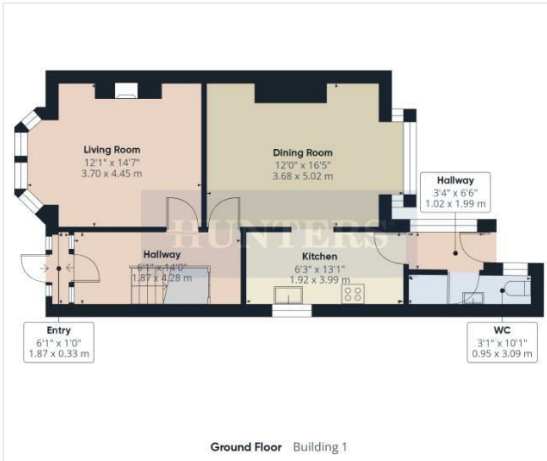 Living Room
12'1" x 14'7"
3.70 x 4.45 m
Dining Room
12'0" x 16'5"
3.68 x 5.02 m
Hallway
3'4" x 6'6"
1.02 x 1.99 m
HUNTERS
Hallway
6'1" x 14'0"
1.87 x 4.28 m
Kitchen
6'3" x 13'1"
1.92 x 3.99 m
Entry
6'1" x 1'0"
1.87 x 0.33 m
WC
3'1" x 10'1"
0.95 x 3.09 m
Ground Floor Building 1